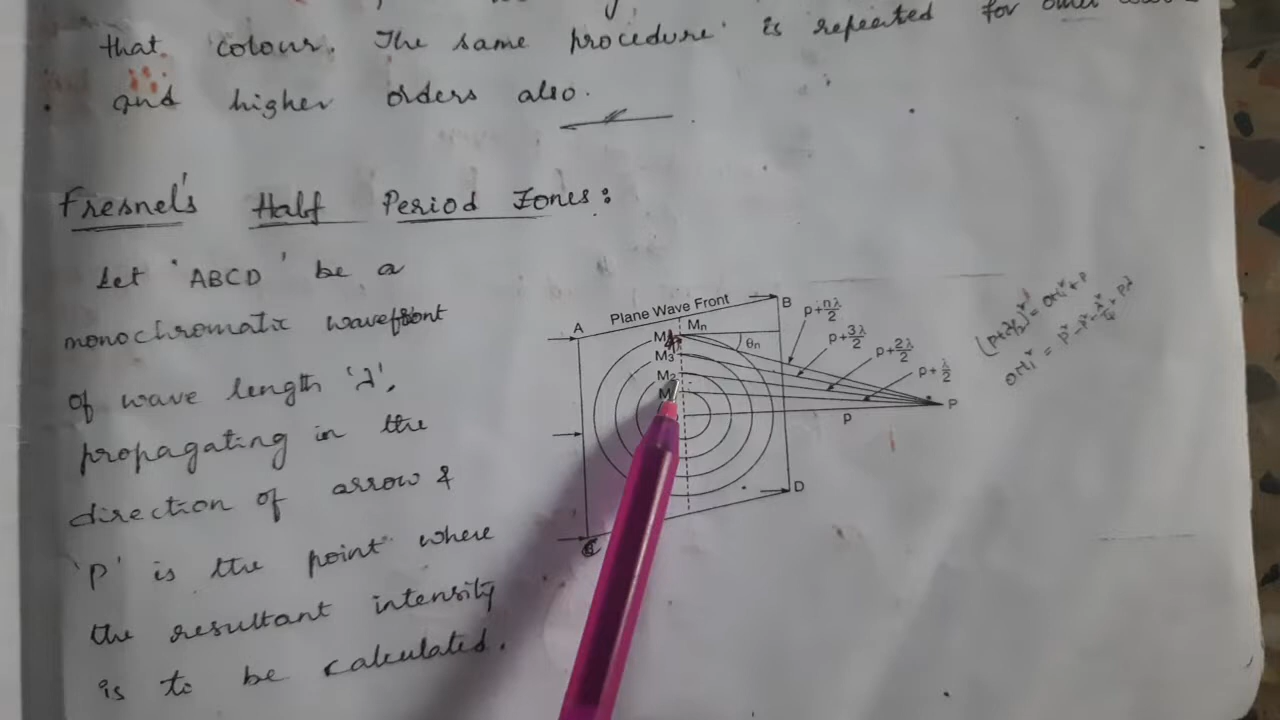 that colour. The same procedure is repeated for other
and higher orders also.
Fresnel's Half Period Zones:
Let 'ABCD' be a
monochromatic wavefront
of wave length 'λ',
propagating in the
direction of arrow &
'P' is the point where
the resultant intensity
is to be calculated.
Plane Wave Front
A
B
C
D
Mn
M3
M2
M
θn
p+nλ/2
p+3λ/2
p+2λ/2
p+λ/2
p
P